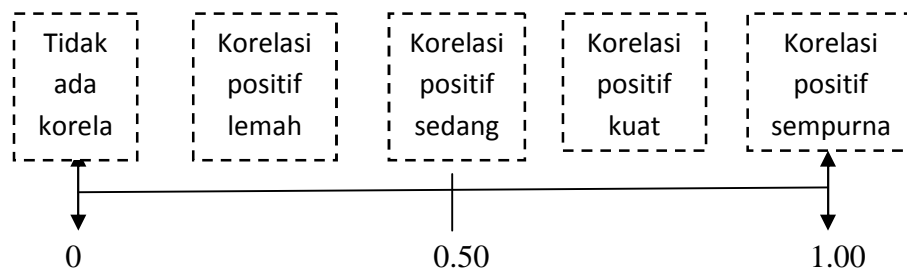 Tidak
ada
korela
Korelasi
positif
lemah
Korelasi
positif
sedang
Korelasi
positif
kuat
Korelasi
positif
sempurna
0
0.50
1.00